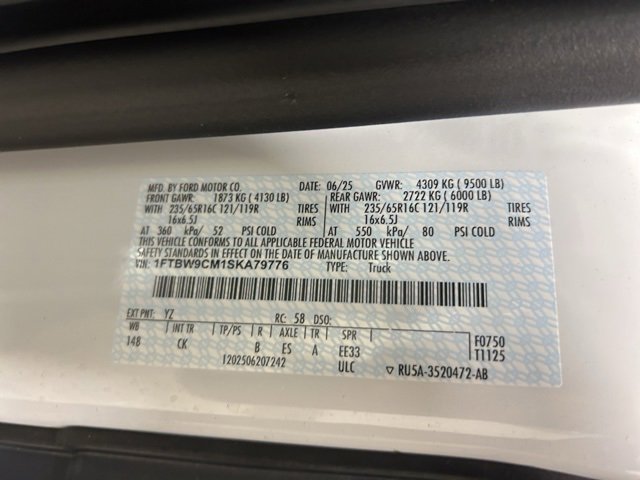 MFD. BY FORD MOTOR CO. DATE: 06/25 GVWR: 4309 KG ( 9500 LB)
FRONT GAWR: 1873 KG ( 4130 LB) REAR GAWR: 2722 KG ( 6000 LB)
WITH 235/65R16C 121/119R TIRES WITH 235/65R16C 121/119R TIRES
16x6.5J RIMS 16x6.5J RIMS
AT 360 kPa/ 52 PSI COLD AT 550 kPa/ 80 PSI COLD
THIS VEHICLE CONFORMS TO ALL APPLICABLE FEDERAL MOTOR VEHICLE
SAFETY STANDARDS IN EFFECT ON THE DATE OF MANUFACTURE SHOWN ABOVE.
VIN: 1FTBW9CM1SKA79776 TYPE: Truck
EXT PNT: YZ RC: 58 DSO:
WB INT TR TP/PS R AXLE TR SPR F0750
148 CK B ES A EE33 T1125
1202506207242 ULC ▽ RU5A-3520472-AB